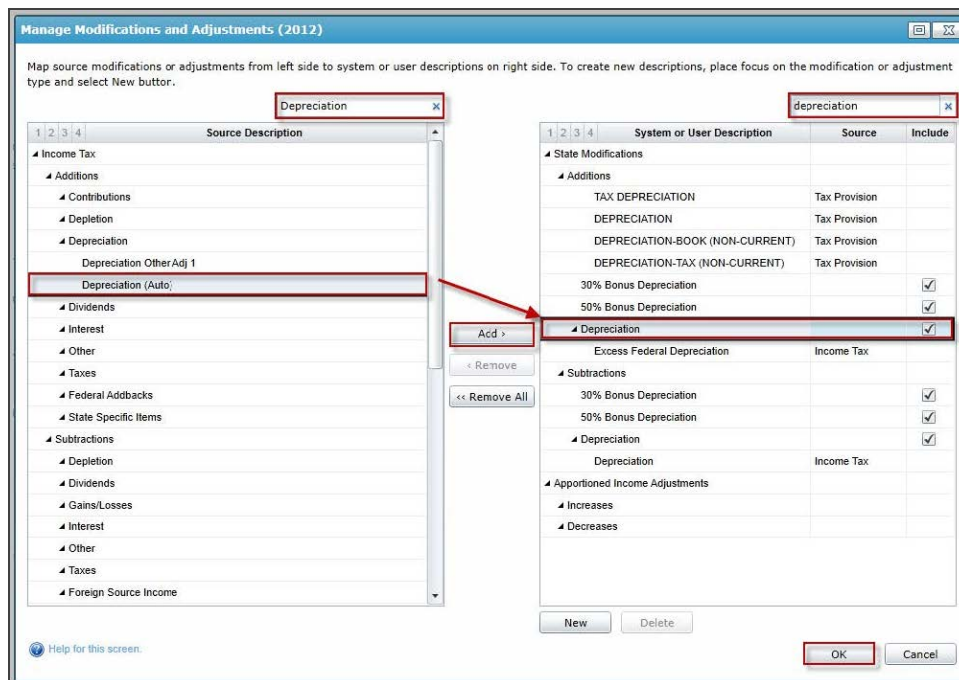 Manage Modifications and Adjustments (2012)
Map source modifications or adjustments from left side to system or user descriptions on right side. To create new descriptions, place focus on the modification or adjustment
type and select New buttor.
Depreciation
depreciation
1 2 3 4 Source Description
Income Tax
Additions
Contributions
Depletion
Depreciation
Depreciation Other Adj 1
Depreciation (Auto)
Dividends
Interest
Other
Taxes
Federal Addbacks
State Specific Items
Subtractions
Depletion
Dividends
Gains/Losses
Interest
Other
Taxes
Foreign Source Income
Add >
< Remove
<< Remove All
1 2 3 4 System or User Description Source Include
State Modifications
Additions
TAX DEPRECIATION Tax Provision
DEPRECIATION Tax Provision
DEPRECIATION-BOOK (NON-CURRENT) Tax Provision
DEPRECIATION-TAX (NON-CURRENT) Tax Provision
30% Bonus Depreciation
50% Bonus Depreciation
Depreciation
Excess Federal Depreciation Income Tax
Subtractions
30% Bonus Depreciation
50% Bonus Depreciation
Depreciation
Depreciation Income Tax
Apportioned Income Adjustments
Increases
Decreases
New Delete
Help for this screen.
OK Cancel